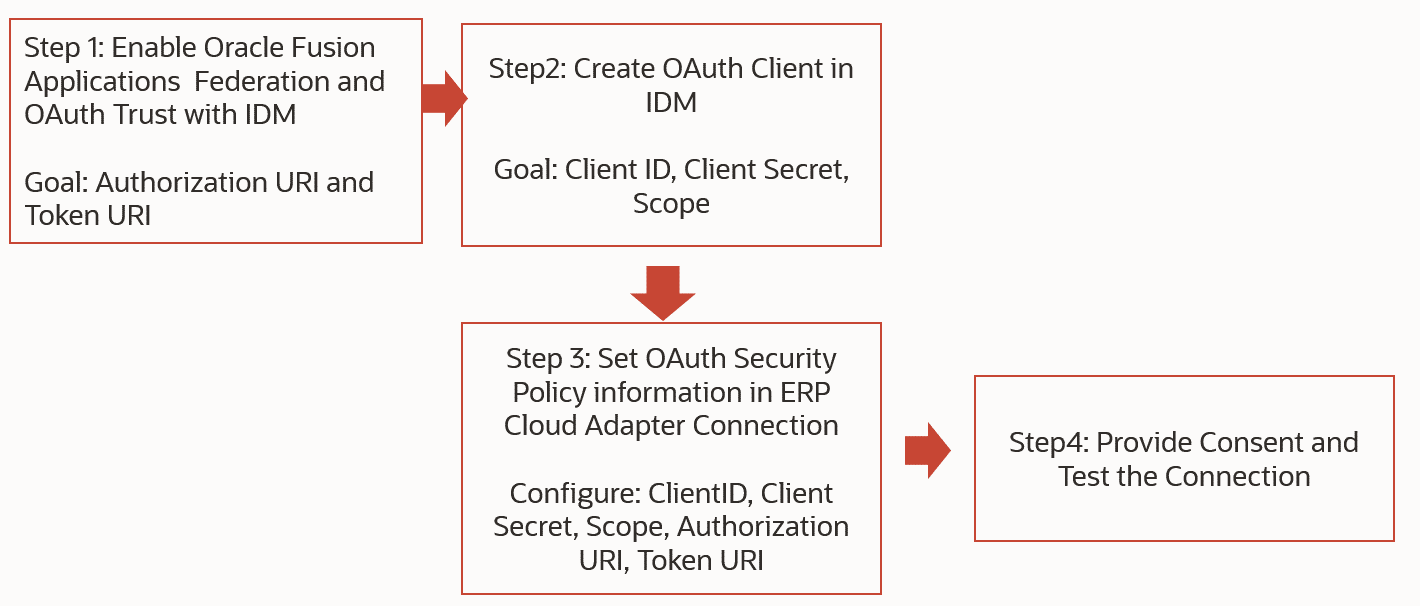 Step 1: Enable Oracle Fusion
Applications  Federation and
OAuth Trust with IDM
Goal: Authorization URI and
Token URI
Step2: Create OAuth Client in
IDM
Goal: Client ID, Client Secret,
Scope
Step 3: Set OAuth Security
Policy information in ERP
Cloud Adapter Connection
Configure: ClientID, Client
Secret, Scope, Authorization
URI, Token URI
Step4: Provide Consent and
Test the Connection